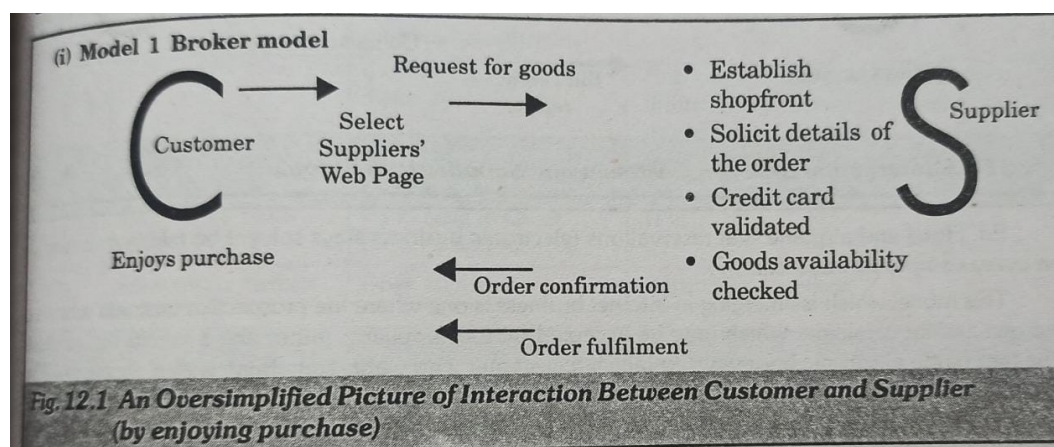 (i) Model 1 Broker model
C
Customer
Enjoys purchase
Select
Suppliers'
Web Page
Request for goods
• Establish
shopfront
• Solicit details of
the order
• Credit card
validated
• Goods availability
checked
S
Supplier
Order confirmation
Order fulfilment
Fig. 12.1 An Oversimplified Picture of Interaction Between Customer and Supplier
(by enjoying purchase)